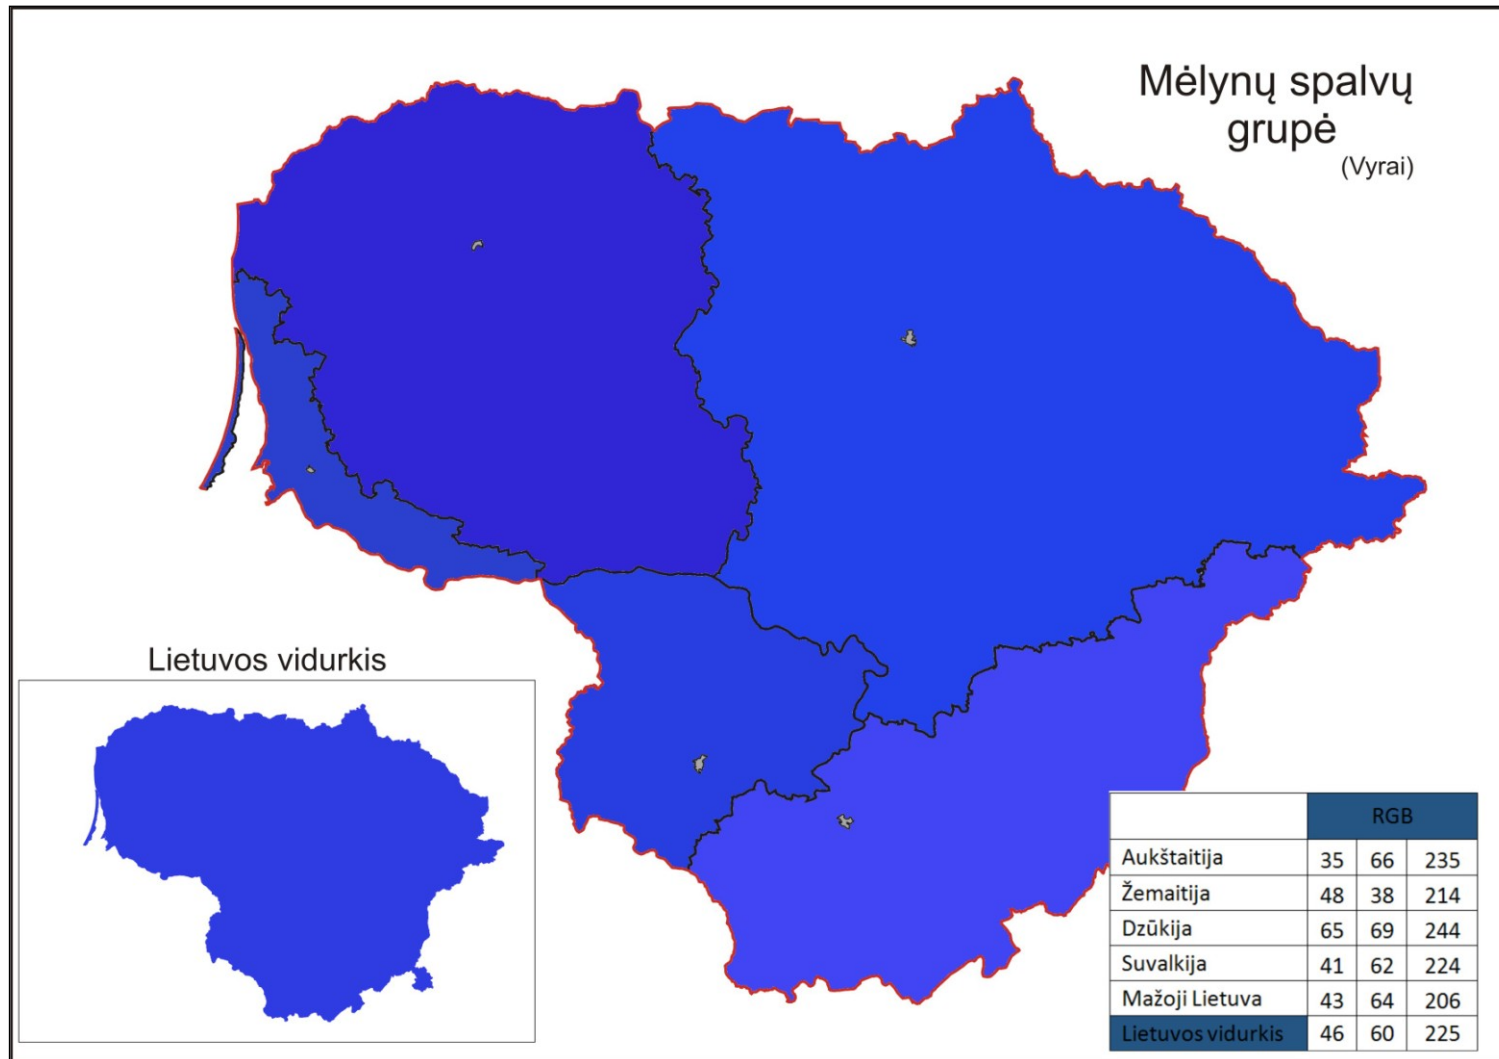 Mėlynų spalvų
grupė
(Vyrai)
Lietuvos vidurkis
RGB
Aukštaitija 35 66 235
Žemaitija 48 38 214
Dzūkija 65 69 244
Suvalkija 41 62 224
Mažoji Lietuva 43 64 206
Lietuvos vidurkis 46 60 225